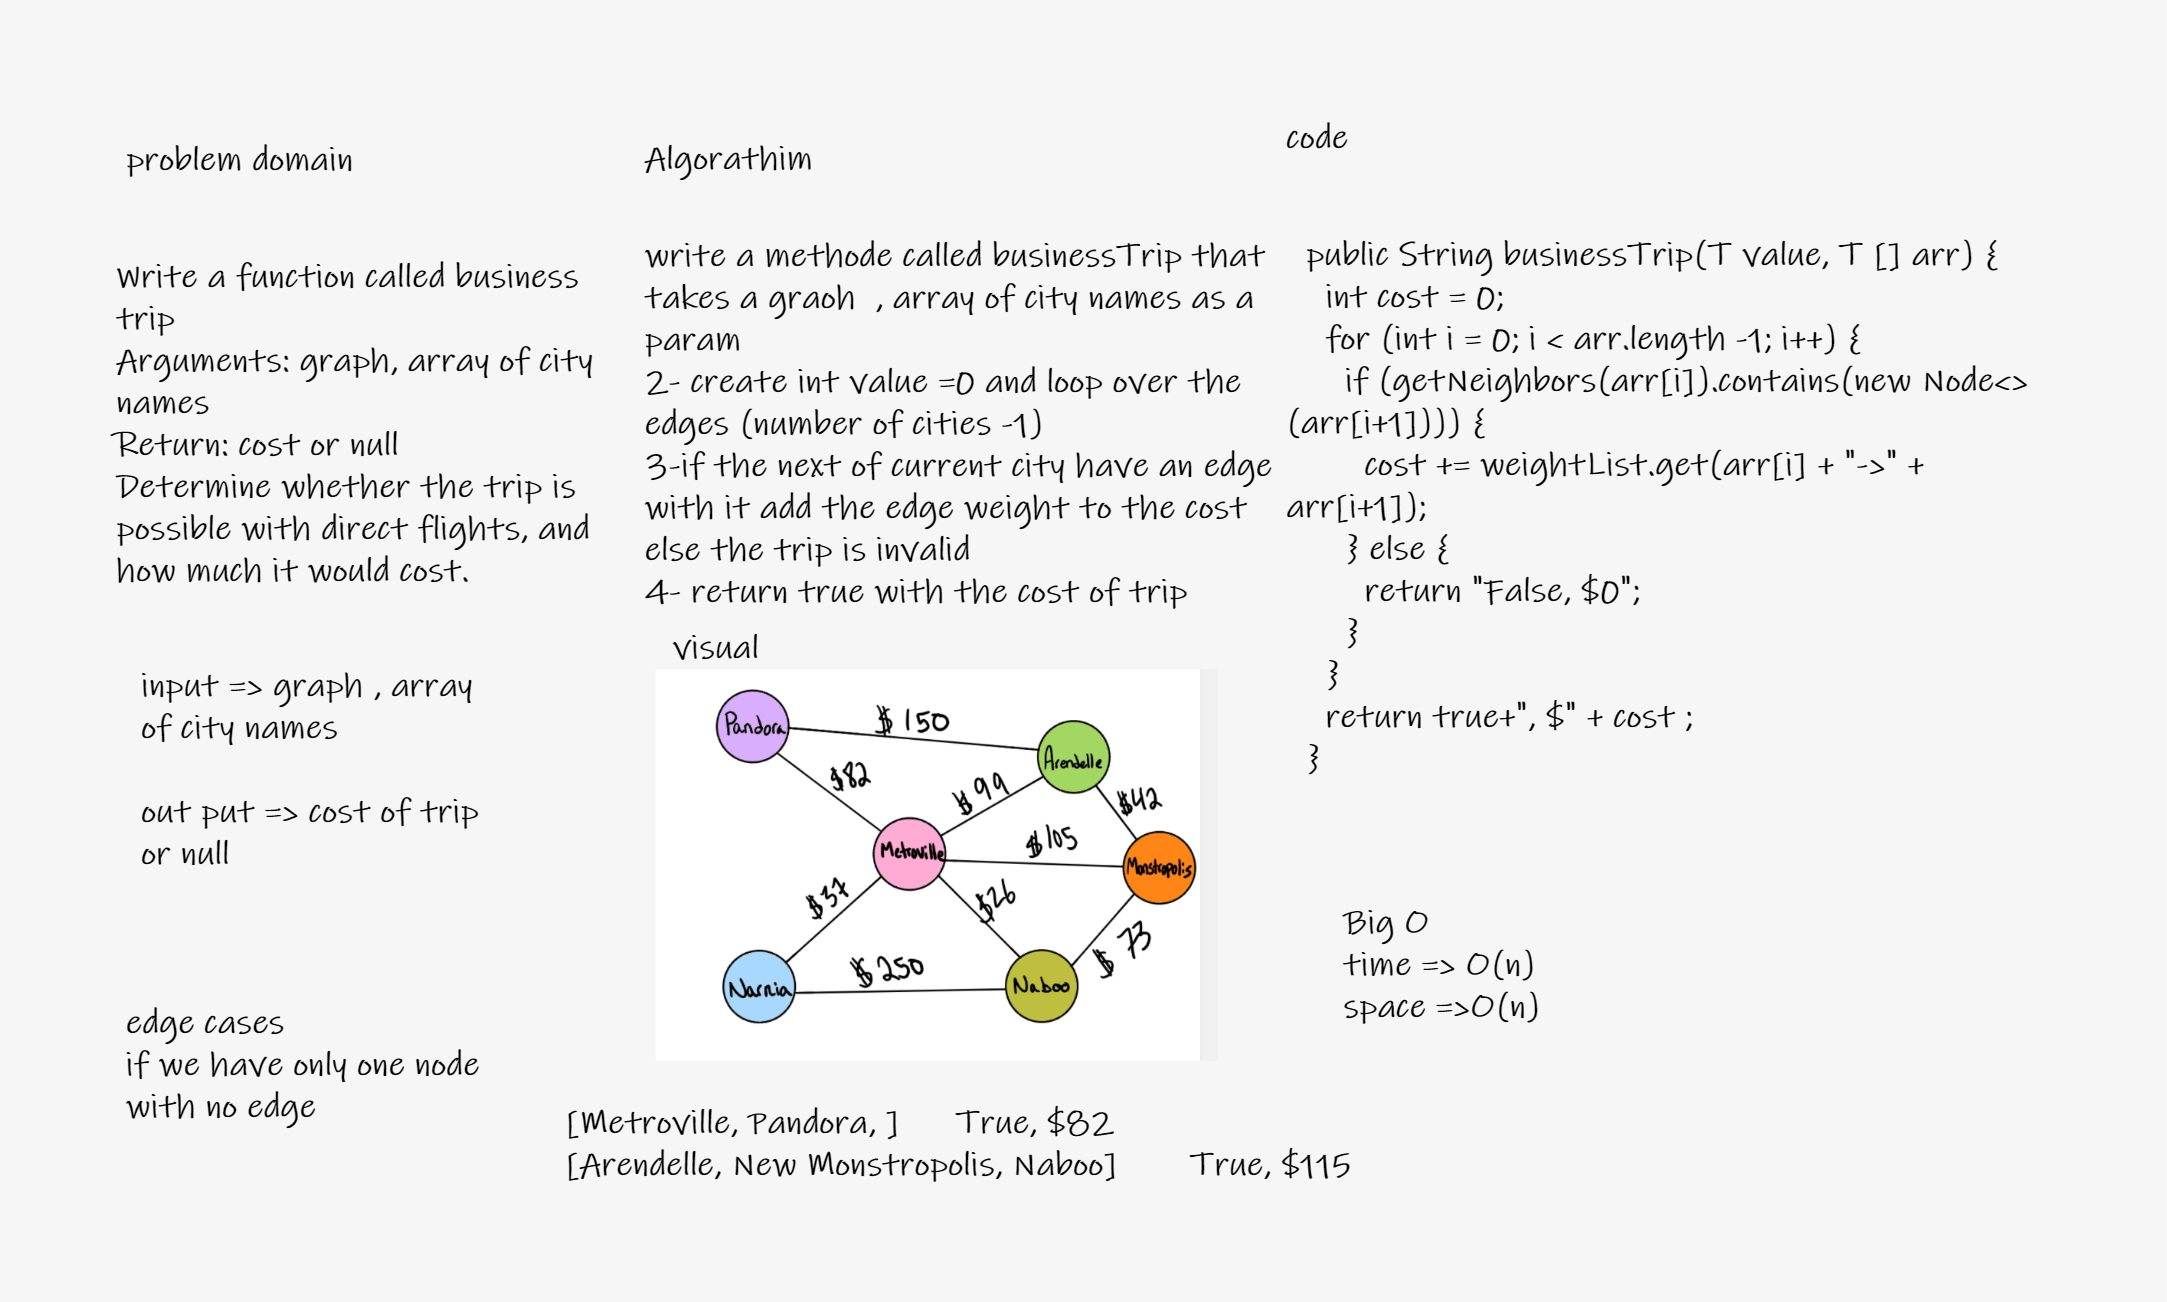 problem domain
Write a function called business
trip
Arguments: graph, array of city
names
Return: cost or null
Determine whether the trip is
possible with direct flights, and
how much it would cost.
input => graph , array
of city names
out put => cost of trip
or null
edge cases
if we have only one node
with no edge
Algorathim
write a methode called businessTrip that
takes a graoh , array of city names as a
param
2- create int value =0 and loop over the
edges (number of cities -1)
3-if the next of current city have an edge
with it add the edge weight to the cost
else the trip is invalid
4- return true with the cost of trip
visual
Pandora
$ 150
Arendelle
$82
$99
$42
Metroville
$105
Monstropolis
$37
$26
$ 73
Narnia
$250
Naboo
[Metroville, Pandora, ] True, $82
[Arendelle, New Monstropolis, Naboo] True, $115
code
public String businessTrip(T value, T [] arr) {
int cost = 0;
for (int i = 0; i < arr.length -1; i++) {
if (getNeighbors(arr[i]).contains(new Node<>
(arr[i+1]))) {
cost += weightList.get(arr[i] + "->" +
arr[i+1]);
} else {
return "False, $0";
}
}
return true+", $" + cost ;
}
Big O
time => O(n)
space =>O(n)